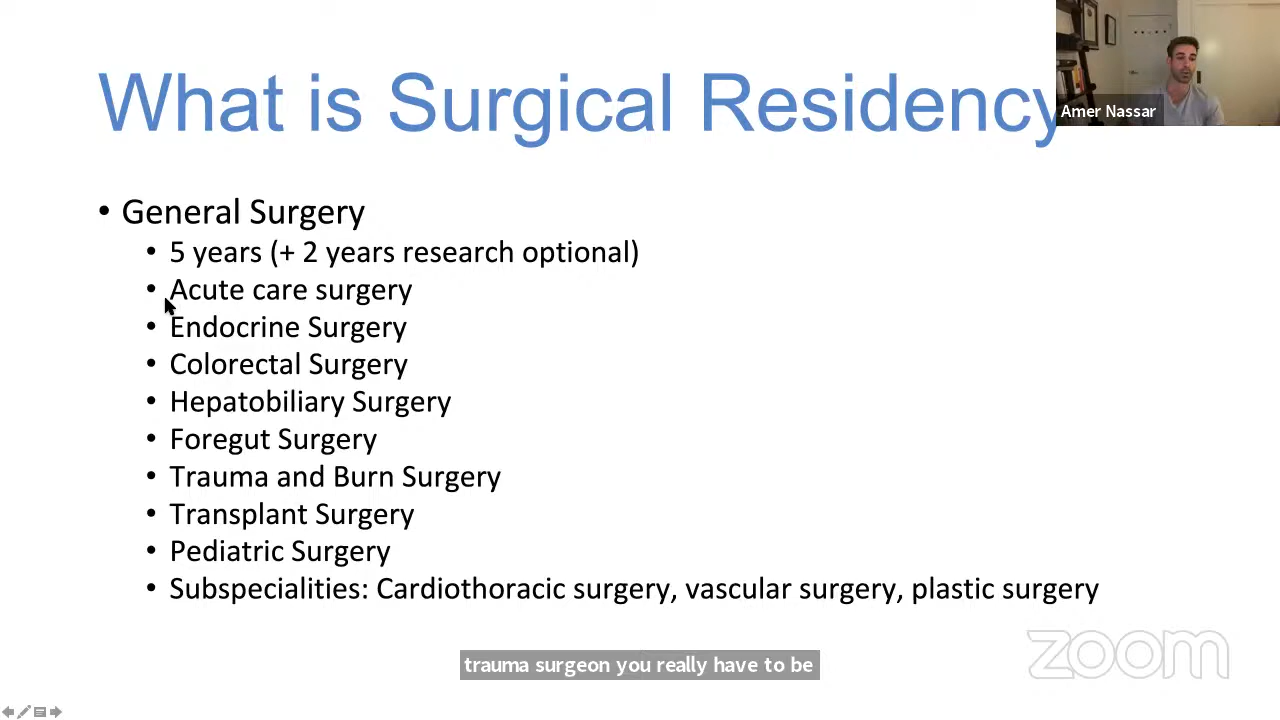 What is Surgical Residency
Amer Nassar
• General Surgery
• 5 years (+ 2 years research optional)
• Acute care surgery
• Endocrine Surgery
• Colorectal Surgery
• Hepatobiliary Surgery
• Foregut Surgery
• Trauma and Burn Surgery
• Transplant Surgery
• Pediatric Surgery
• Subspecialities: Cardiothoracic surgery, vascular surgery, plastic surgery
trauma surgeon you really have to be
zoom